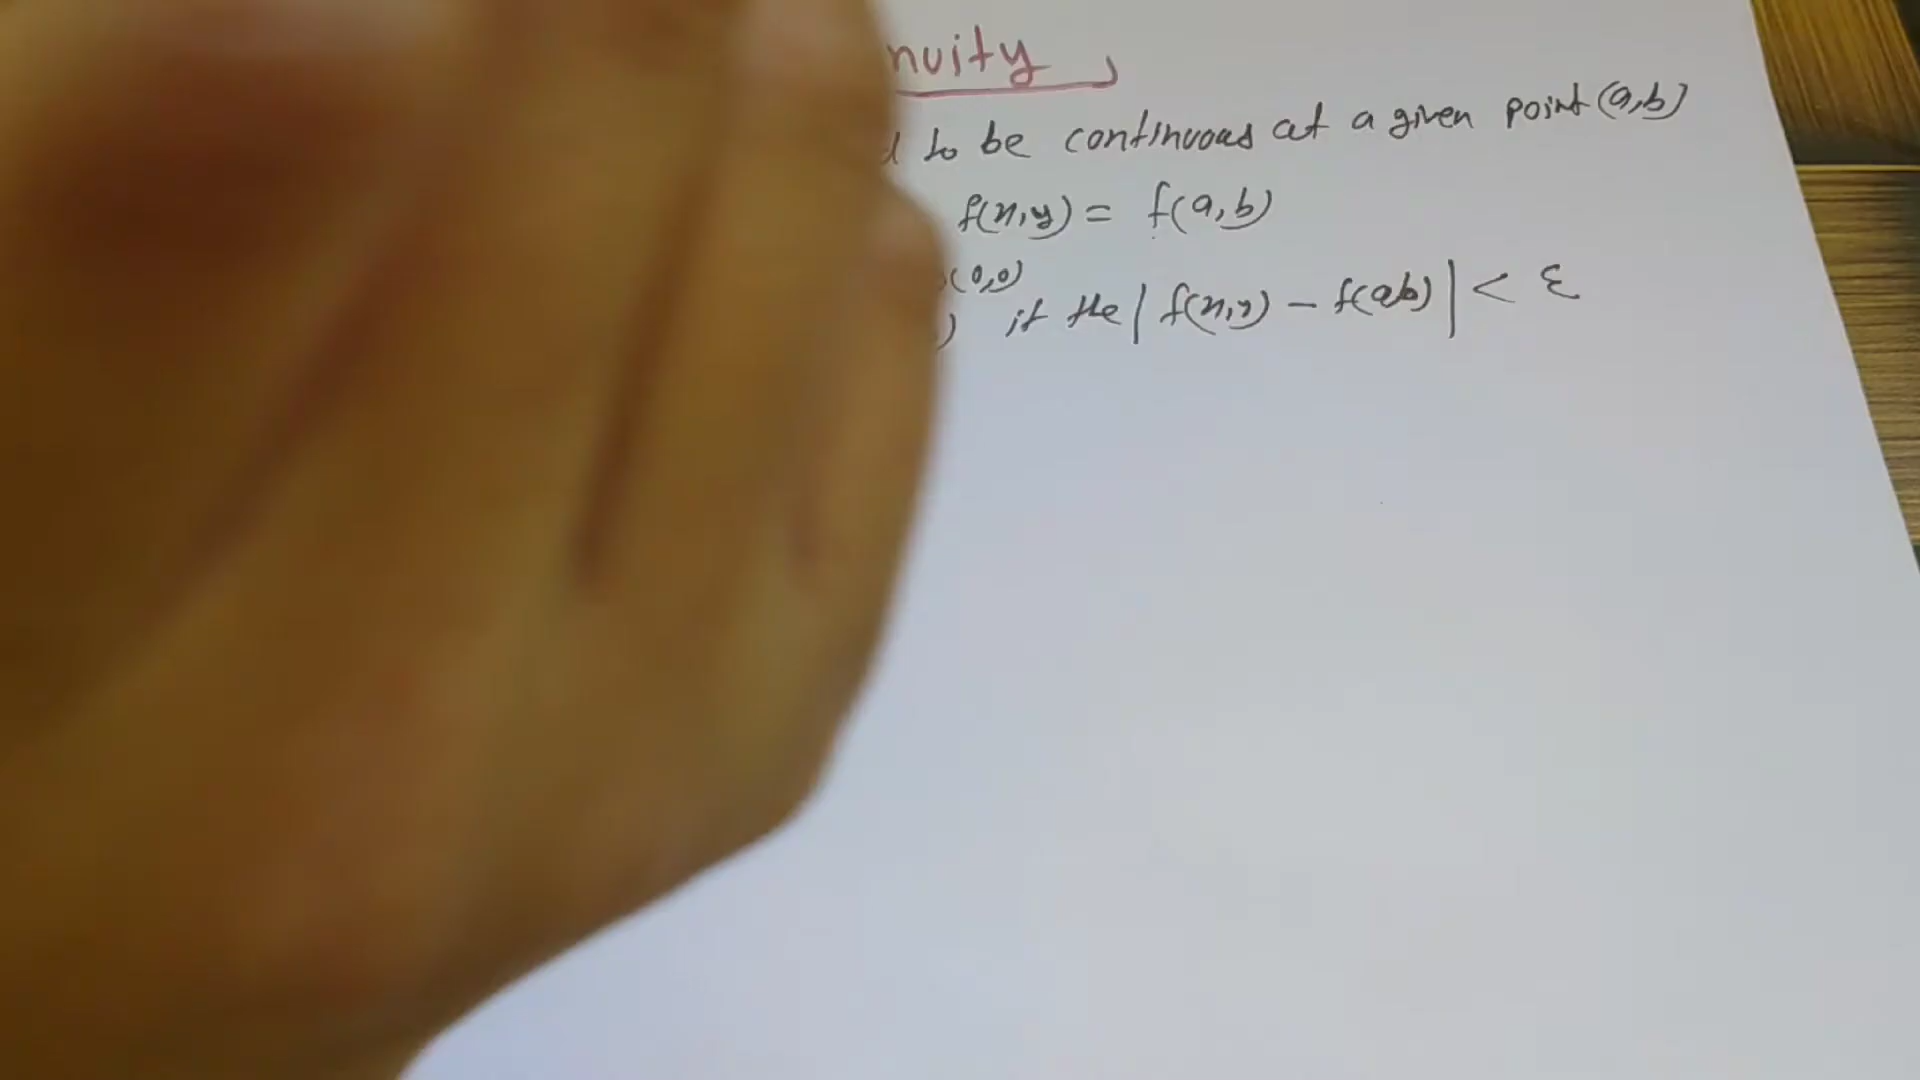 nuity
to be continuous at a given point (a,b)
f(x,y) = f(a,b)
(0,0)
) if the | f(x,y) - f(a,b) | < ε